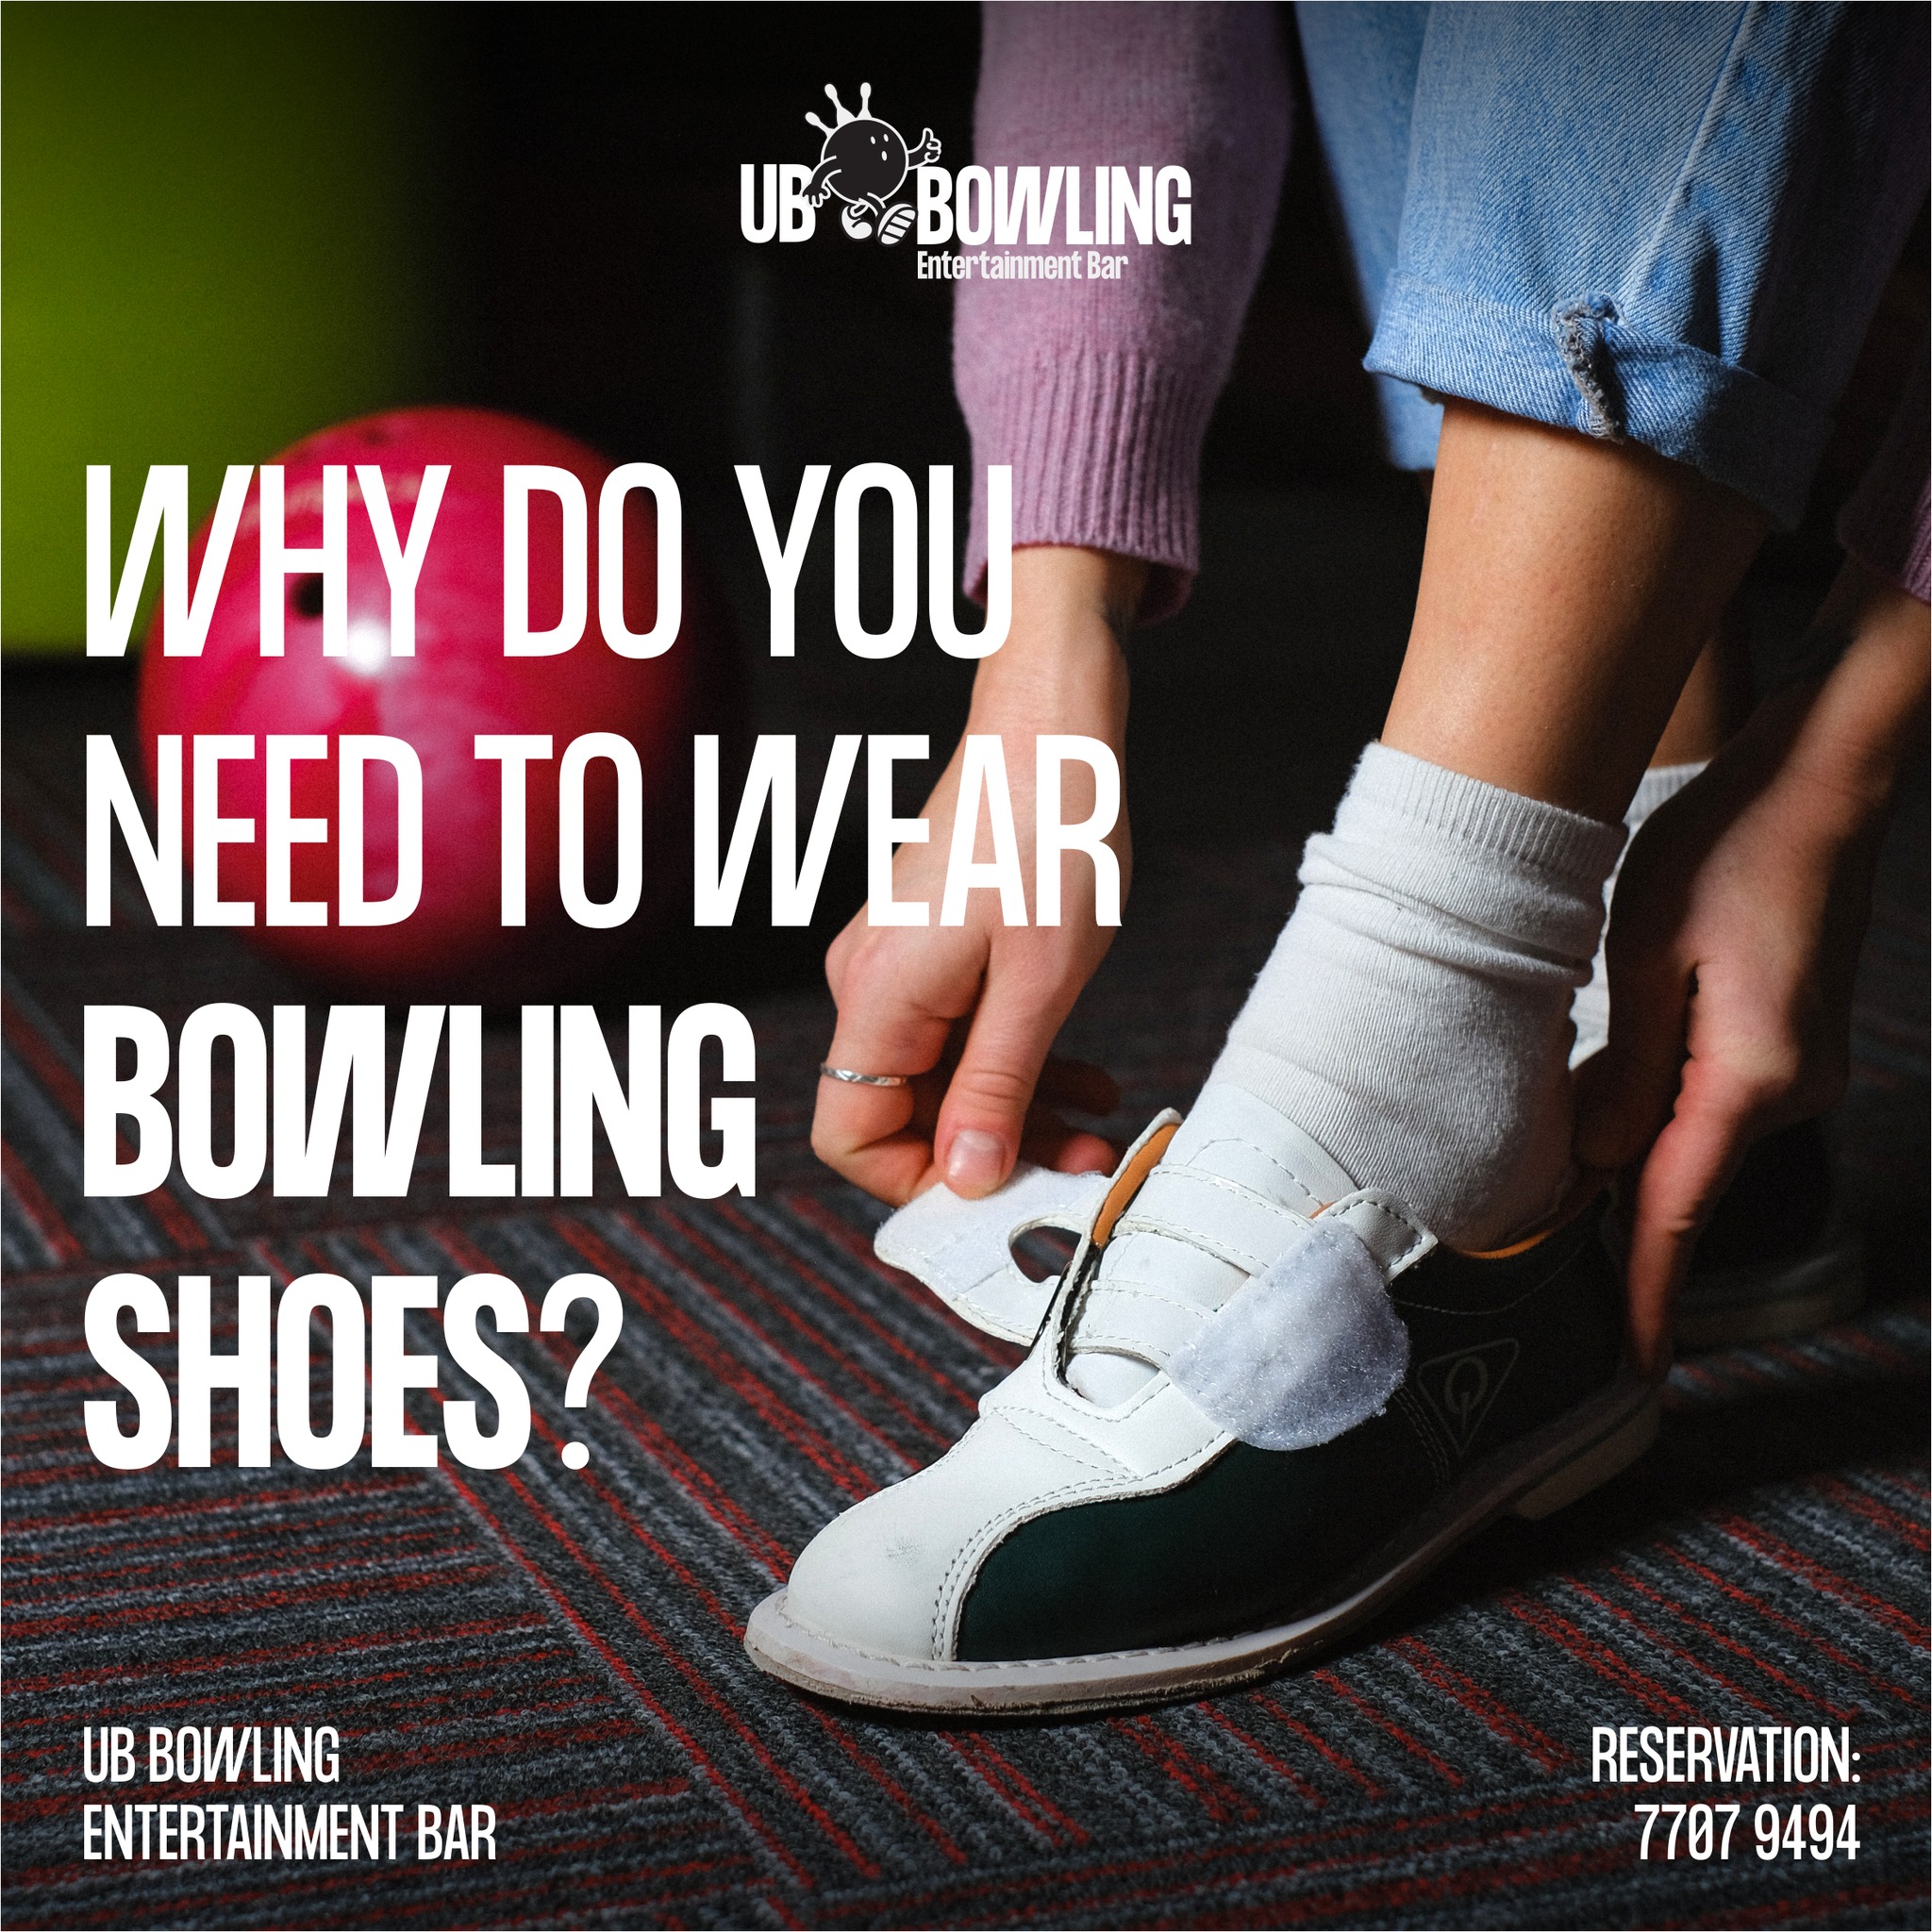 UB BOWLING
Entertainment Bar
WHY DO YOU
NEED TO WEAR
BOWLING
SHOES?
UB BOWLING
ENTERTAINMENT BAR
RESERVATION:
7707 9494